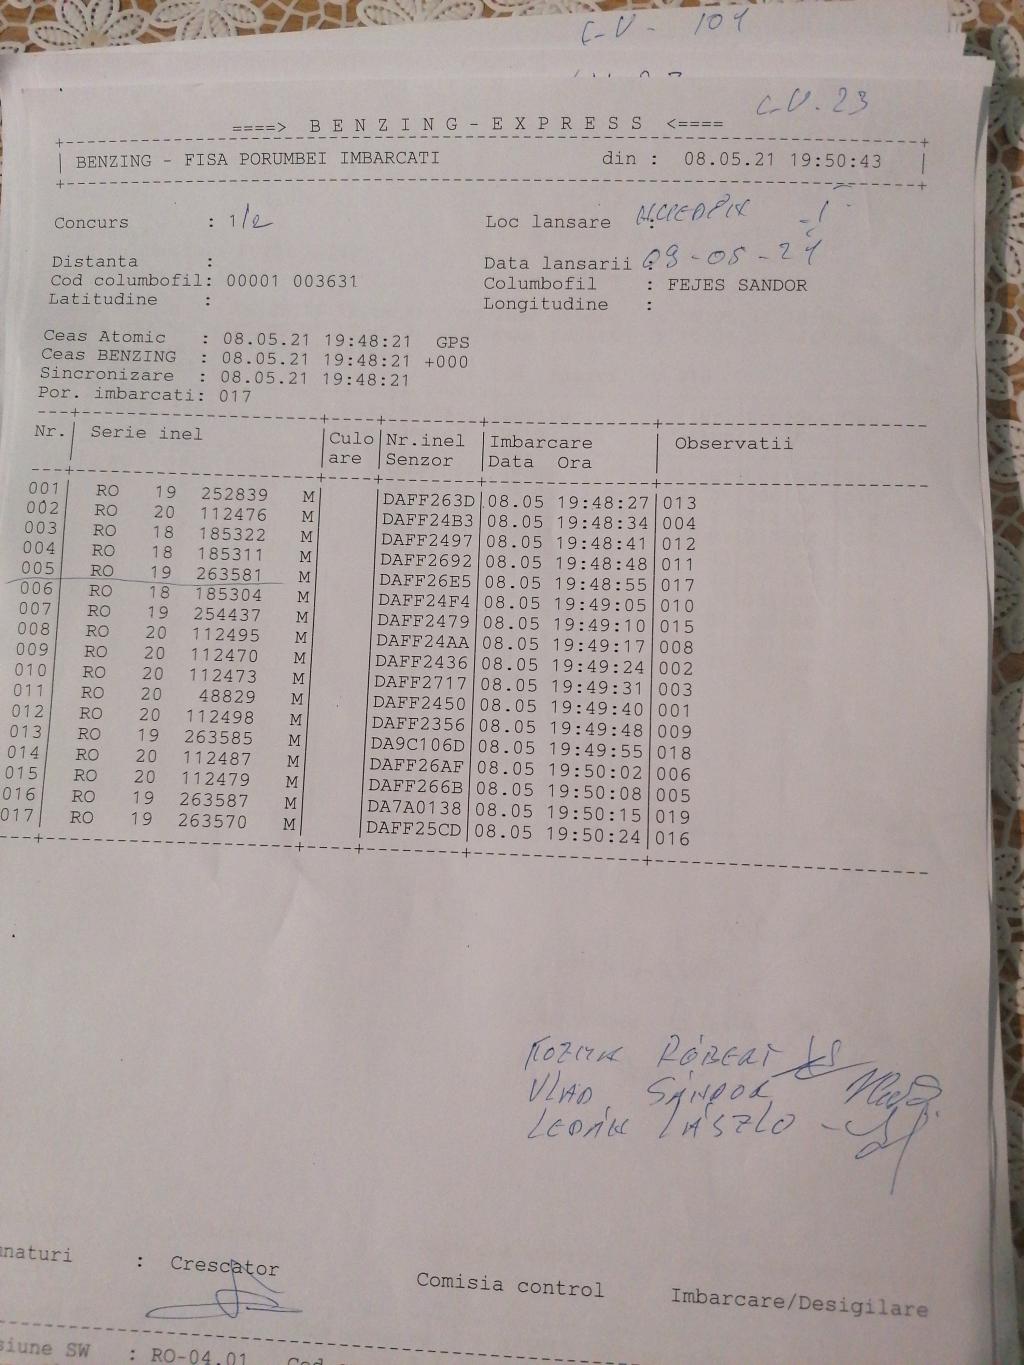 C.V. - 101
C.V. 23
====> B E N Z I N G - E X P R E S S <====
BENZING - FISA PORUMBEI IMBARCATI din : 08.05.21 19:50:43
Concurs : 1/2 Loc lansare :
Distanta : Data lansarii : 09-05-21
Cod columbofil: 00001 003631 Columbofil : FEJES SANDOR
Latitudine : Longitudine :
Ceas Atomic : 08.05.21 19:48:21 GPS
Ceas BENZING : 08.05.21 19:48:21 +000
Sincronizare : 08.05.21 19:48:21
Por. imbarcati: 017
Nr.| Serie inel |Culo|Nr.inel |Imbarcare | Observatii
|are |Senzor |Data Ora |
001| RO 19 252839 M| |DAFF263D|08.05 19:48:27|013
002| RO 20 112476 M| |DAFF24B3|08.05 19:48:34|004
003| RO 18 185322 M| |DAFF2497|08.05 19:48:41|012
004| RO 18 185311 M| |DAFF2692|08.05 19:48:48|011
005| RO 19 263581 M| |DAFF26E5|08.05 19:48:55|017
006| RO 18 185304 M| |DAFF24F4|08.05 19:49:05|010
007| RO 19 254437 M| |DAFF2479|08.05 19:49:10|015
008| RO 20 112495 M| |DAFF24AA|08.05 19:49:17|008
009| RO 20 112470 M| |DAFF2436|08.05 19:49:24|002
010| RO 20 112473 M| |DAFF2717|08.05 19:49:31|003
011| RO 20 48829 M| |DAFF2450|08.05 19:49:40|001
012| RO 20 112498 M| |DAFF2356|08.05 19:49:48|009
013| RO 19 263585 M| |DA9C106D|08.05 19:49:55|018
014| RO 20 112487 M| |DAFF26AF|08.05 19:50:02|006
015| RO 20 112479 M| |DAFF266B|08.05 19:50:08|005
016| RO 19 263587 M| |DA7A0138|08.05 19:50:15|019
017| RO 19 263570 M| |DAFF25CD|08.05 19:50:24|016
RÓBERT
VLAD SÁNDOR
LÁSZLO
naturi : Crescator Comisia control Imbarcare/Desigilare
siune SW : RO-04.01 Cod